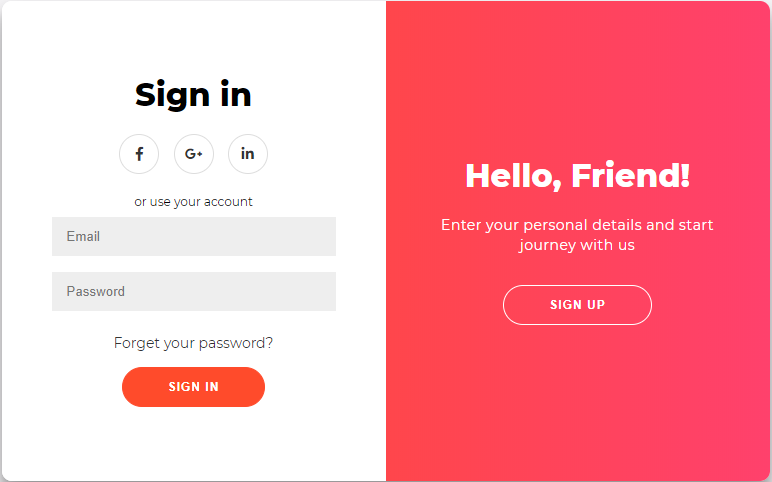 Sign in
f G+ in
or use your account
Email
Password
Forget your password?
SIGN IN
Hello, Friend!
Enter your personal details and start
journey with us
SIGN UP